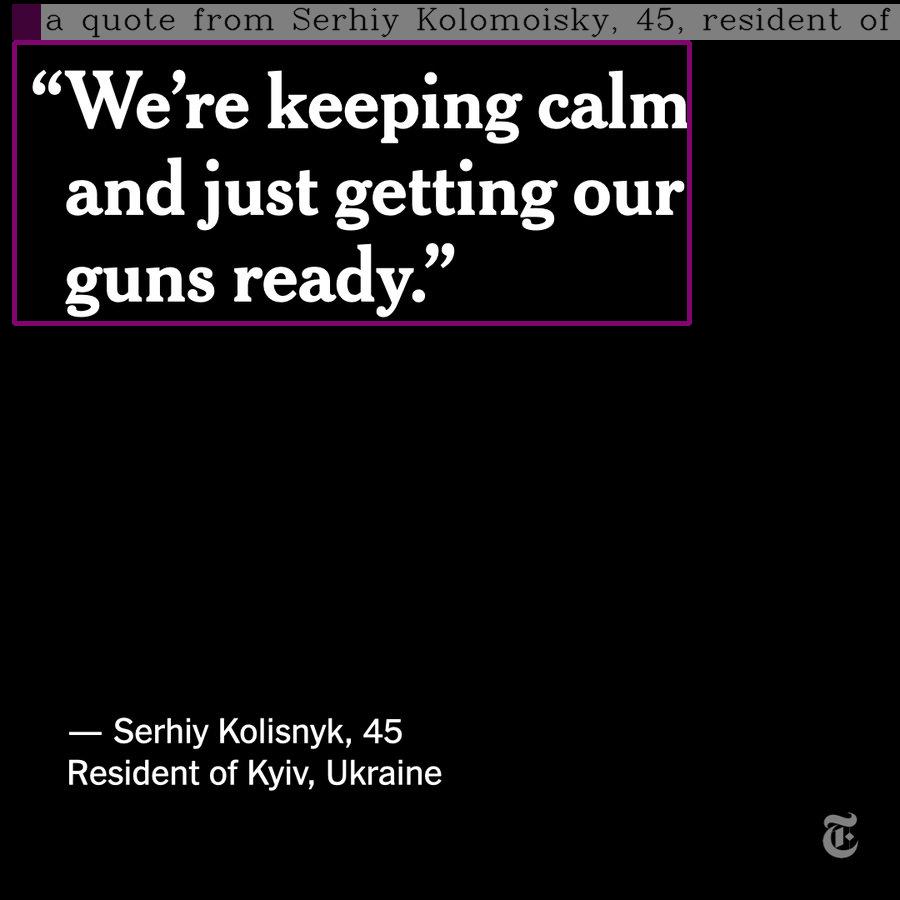 a quote from Serhiy Kolomoisky, 45, resident of
“We’re keeping calm
and just getting our
guns ready.”
— Serhiy Kolisnyk, 45
Resident of Kyiv, Ukraine
T